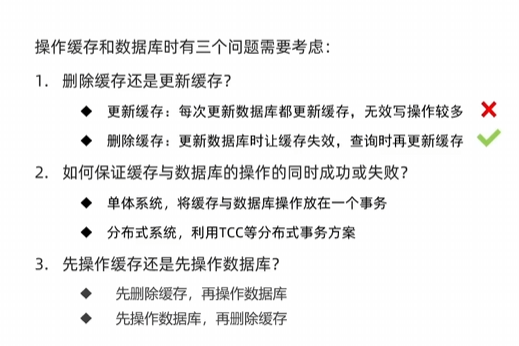 操作缓存和数据库时有三个问题需要考虑：
1. 删除缓存还是更新缓存？
◆ 更新缓存：每次更新数据库都更新缓存，无效写操作较多
◆ 删除缓存：更新数据库时让缓存失效，查询时再更新缓存
2. 如何保证缓存与数据库的操作的同时成功或失败？
◆ 单体系统，将缓存与数据库操作放在一个事务
◆ 分布式系统，利用TCC等分布式事务方案
3. 先操作缓存还是先操作数据库？
◆ 先删除缓存，再操作数据库
◆ 先操作数据库，再删除缓存